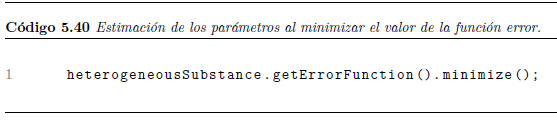 Código 5.40 Estimación de los parámetros al minimizar el valor de la función error.
1 heterogeneousSubstance.getErrorFunction().minimize();